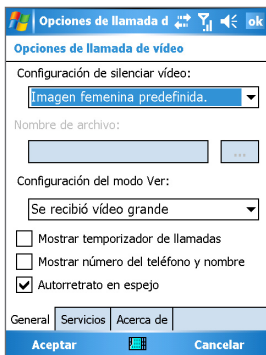 Opciones de llamada d ok
Opciones de llamada de vídeo
Configuración de silenciar vídeo:
Imagen femenina predefinida.
Nombre de archivo:
...
Configuración del modo Ver:
Se recibió vídeo grande
Mostrar temporizador de llamadas
Mostrar número del teléfono y nombre
Autorretrato en espejo
General Servicios Acerca de
Aceptar Cancelar